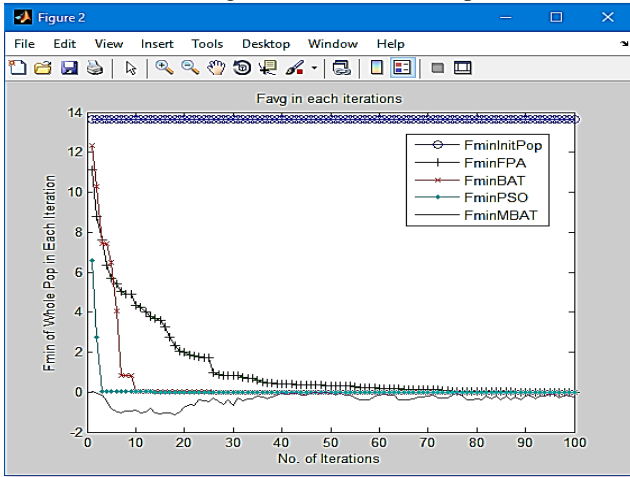 Figure 2
File Edit View Insert Tools Desktop Window Help
Favg in each iterations
Fmin of Whole Pop in Each Iteration
14
12
10
8
6
4
2
0
-2
FminInitPop
FminFPA
FminBAT
FminPSO
FminMBAT
0 10 20 30 40 50 60 70 80 90 100
No. of Iterations